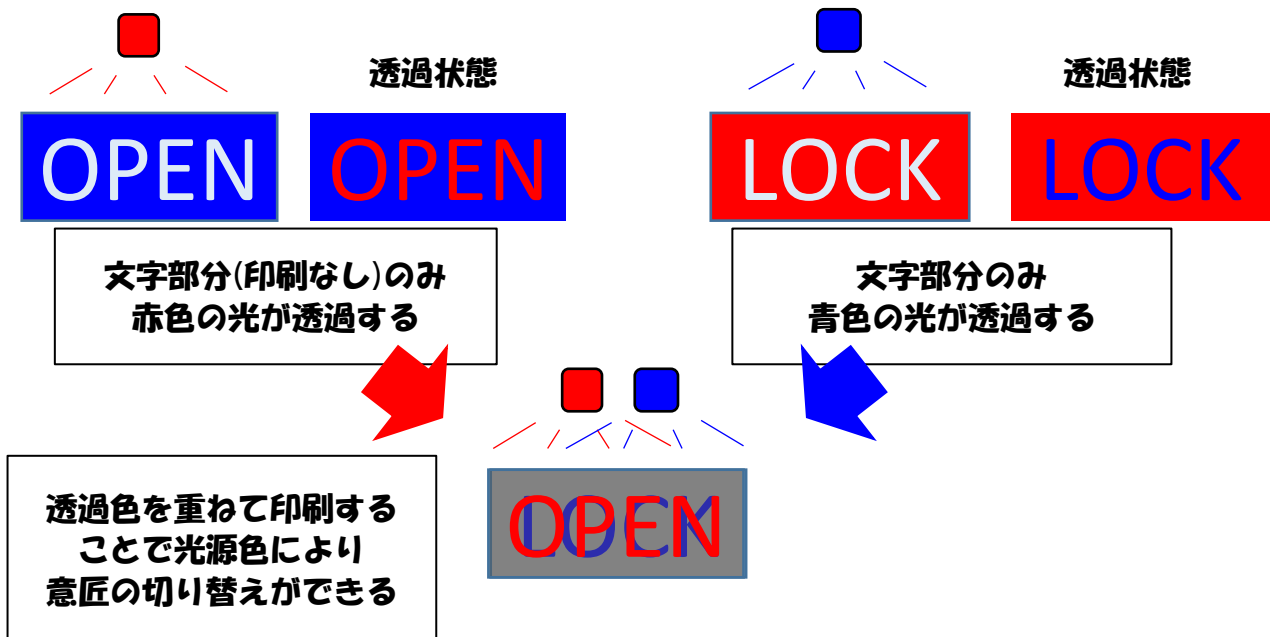 透過状態
透過状態
OPEN
OPEN
LOCK
LOCK
文字部分(印刷なし)のみ
赤色の光が透過する
文字部分のみ
青色の光が透過する
透過色を重ねて印刷する
ことで光源色により
意匠の切り替えができる
LOCK
OPEN